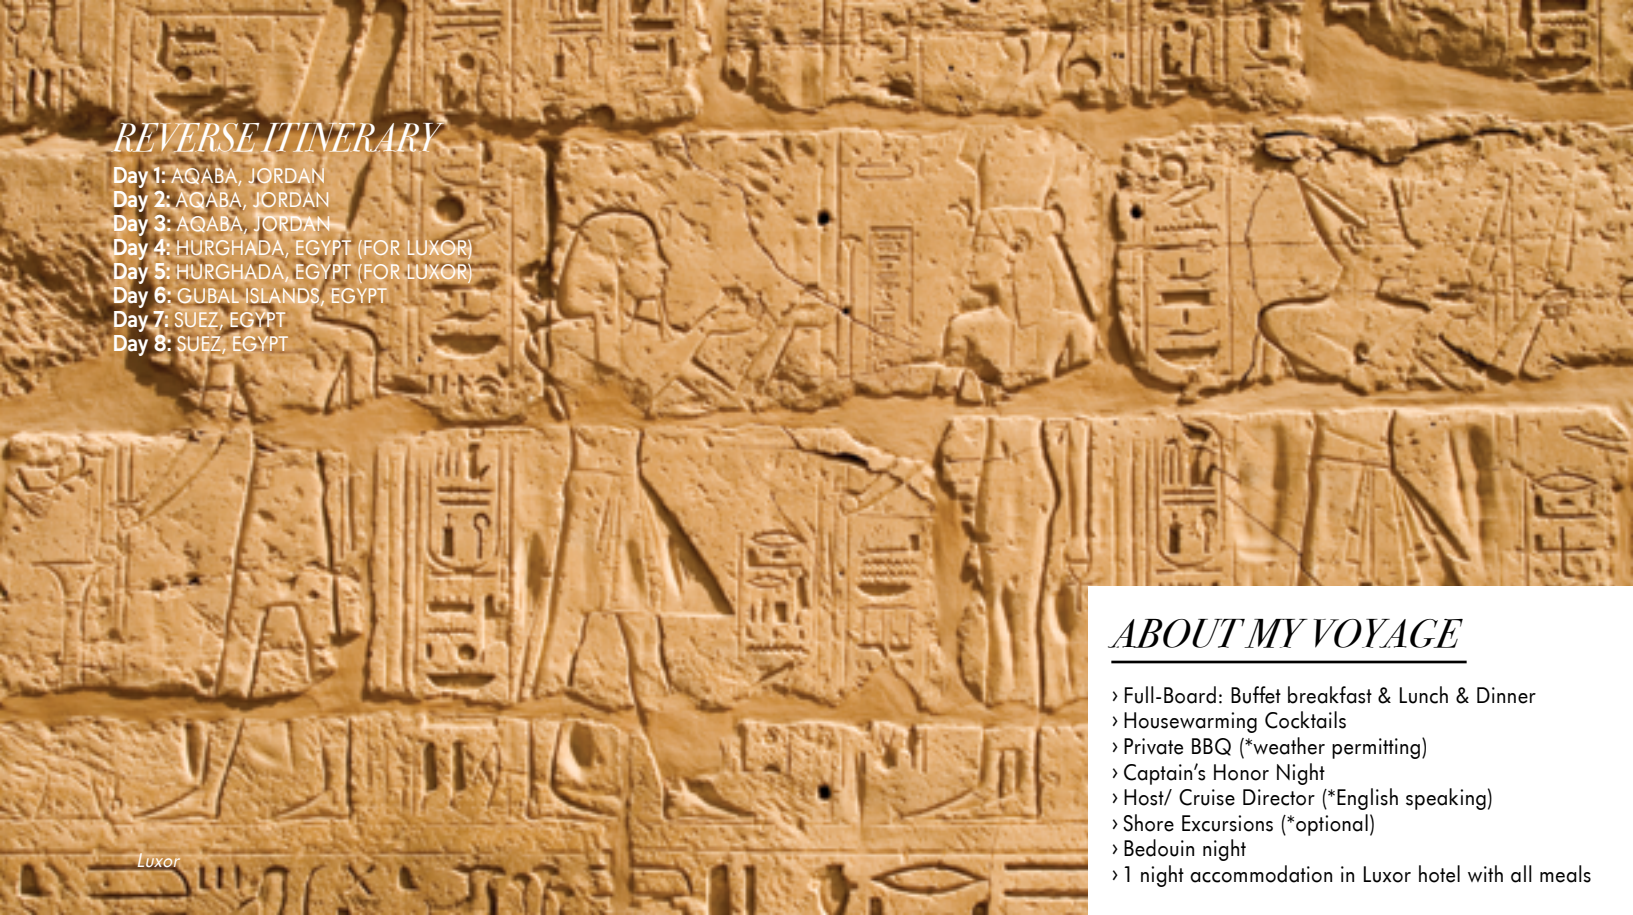 REVERSE ITINERARY
Day 1: AQABA, JORDAN
Day 2: AQABA, JORDAN
Day 3: AQABA, JORDAN
Day 4: HURGHADA, EGYPT (FOR LUXOR)
Day 5: HURGHADA, EGYPT (FOR LUXOR)
Day 6: GUBAL ISLANDS, EGYPT
Day 7: SUEZ, EGYPT
Day 8: SUEZ, EGYPT
Luxor
ABOUT MY VOYAGE
› Full-Board: Buffet breakfast & Lunch & Dinner
› Housewarming Cocktails
› Private BBQ (*weather permitting)
› Captain’s Honor Night
› Host/ Cruise Director (*English speaking)
› Shore Excursions (*optional)
› Bedouin night
› 1 night accommodation in Luxor hotel with all meals